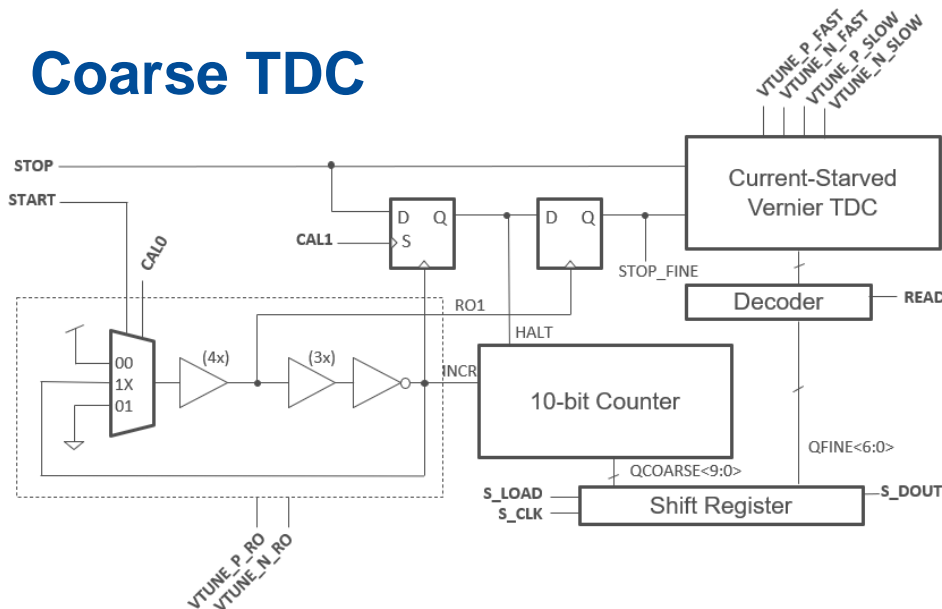 Coarse TDC
VTUNE_P_FAST
VTUNE_N_FAST
VTUNE_P_SLOW
VTUNE_N_SLOW
STOP
START
CAL0
CAL1
D Q
S
D Q
Current-Starved
Vernier TDC
STOP_FINE
Decoder
READ
RO1
HALT
00
1X
01
(4x)
(3x)
INCR
10-bit Counter
QFINE<6:0>
QCOARSE<9:0>
S_LOAD
S_CLK
Shift Register
S_DOUT
VTUNE_P_RO
VTUNE_N_RO